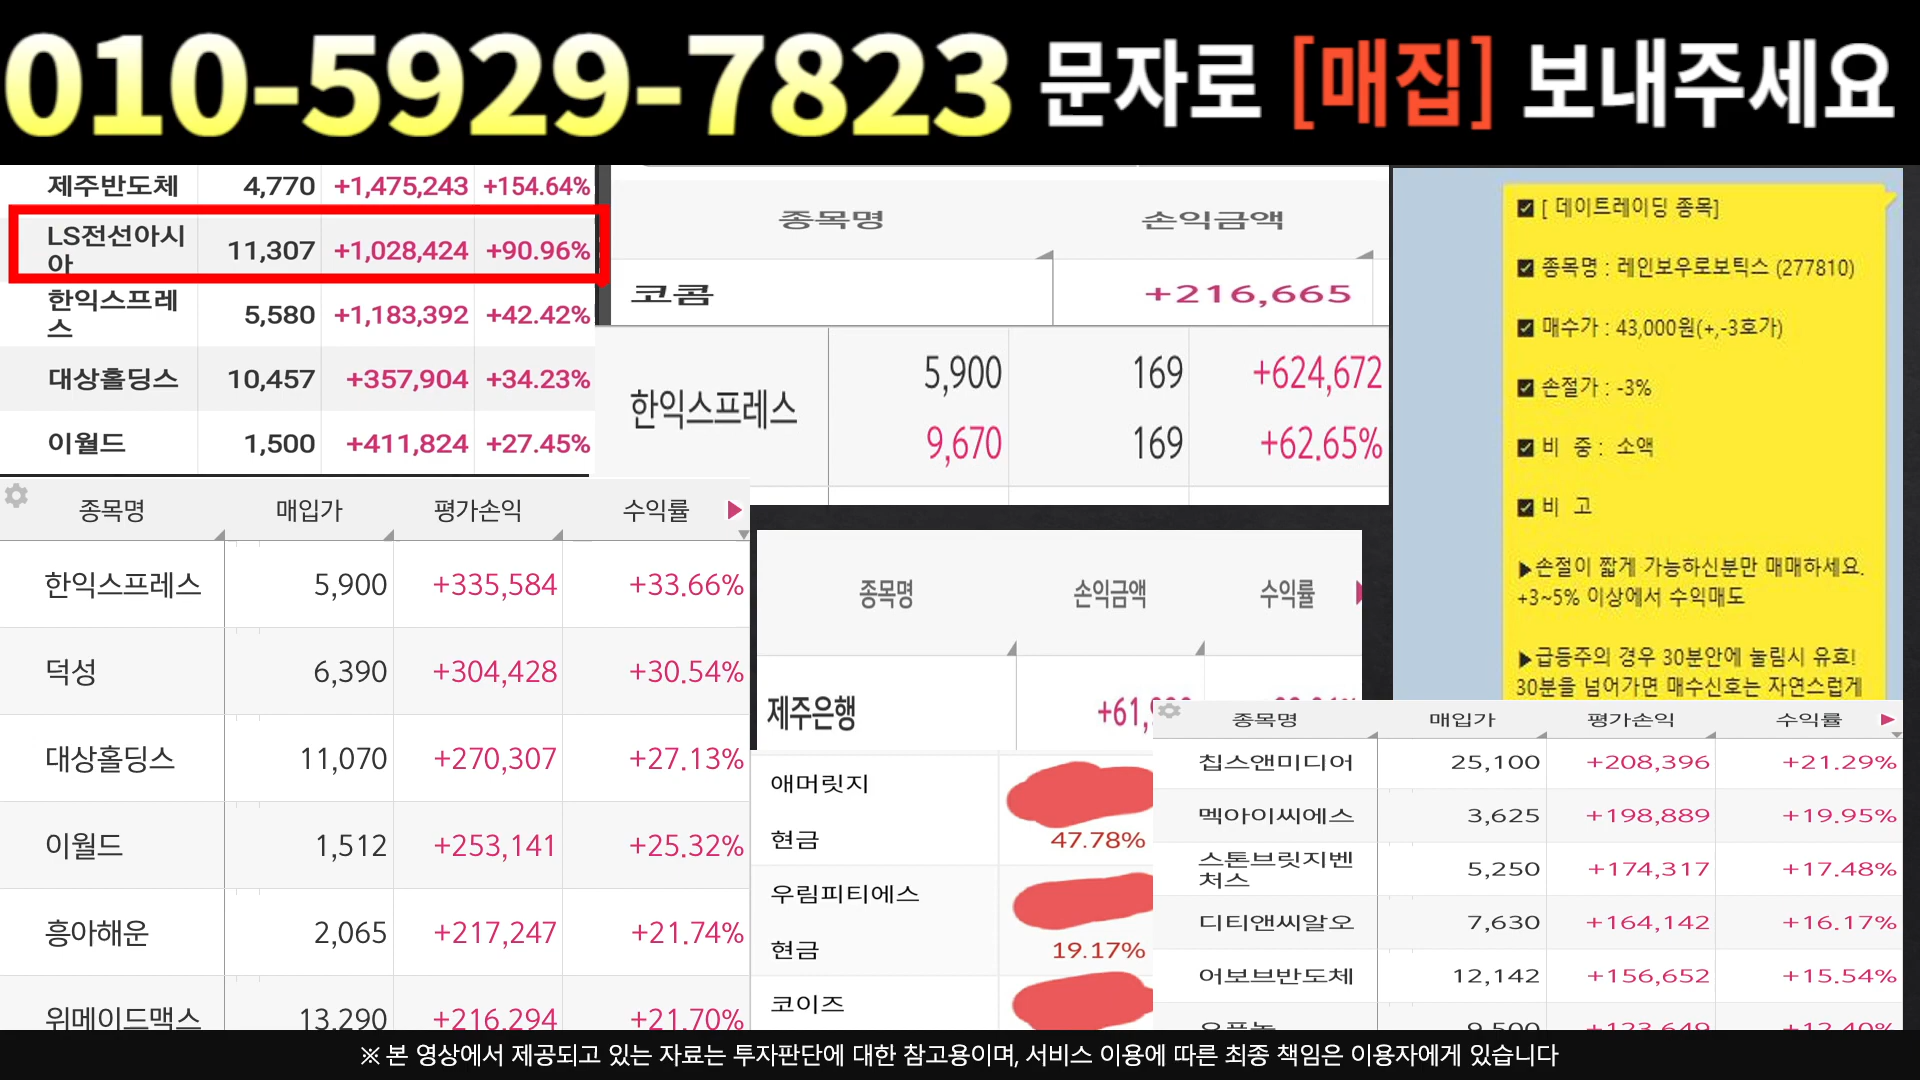 010-5929-7823 문자로 [매집] 보내주세요
제주반도체 4,770 +1,475,243 +154.64%
LS전선아시아 11,307 +1,028,424 +90.96%
한익스프레스 5,580 +1,183,392 +42.42%
대상홀딩스 10,457 +357,904 +34.23%
이월드 1,500 +411,824 +27.45%
종목명 손익금액
코콤 +216,665
한익스프레스
5,900 169 +624,672
9,670 169 +62.65%
☑ [ 데이트레이딩 종목]
☑ 종목명 : 레인보우로보틱스 (277810)
☑ 매수가 : 43,000원(+,-3호가)
☑ 손절가 : -3%
☑ 비 중 : 소액
☑ 비 고
▶손절이 짧게 가능하신분만 매매하세요.
+3~5% 이상에서 수익매도
▶급등주의 경우 30분안에 눌림시 유효!
30분을 넘어가면 매수신호는 자연스럽게
종목명 매입가 평가손익 수익률
한익스프레스 5,900 +335,584 +33.66%
덕성 6,390 +304,428 +30.54%
대상홀딩스 11,070 +270,307 +27.13%
이월드 1,512 +253,141 +25.32%
흥아해운 2,065 +217,247 +21.74%
위메이드맥스 13,290 +216,294 +21.70%
종목명 손익금액 수익률
제주은행
애머릿지
현금 47.78%
우림피티에스
현금 19.17%
코이즈
종목명 매입가 평가손익 수익률
칩스앤미디어 25,100 +208,396 +21.29%
멕아이씨에스 3,625 +198,889 +19.95%
스톤브릿지벤처스 5,250 +174,317 +17.48%
디티앤씨알오 7,630 +164,142 +16.17%
어보브반도체 12,142 +156,652 +15.54%
※ 본 영상에서 제공되고 있는 자료는 투자판단에 대한 참고용이며, 서비스 이용에 따른 최종 책임은 이용자에게 있습니다